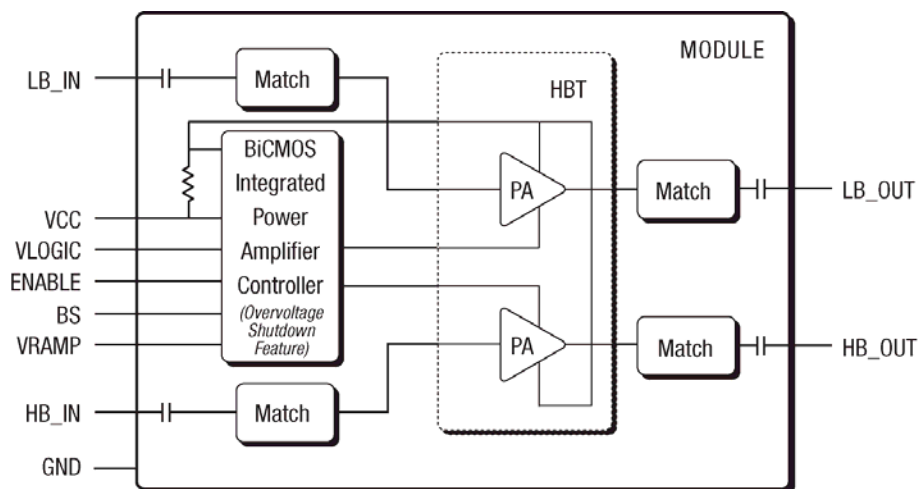 MODULE
LB_IN
Match
HBT
BiCMOS
Integrated
Power
Amplifier
Controller
(Overvoltage
Shutdown
Feature)
PA
Match
LB_OUT
VCC
VLOGIC
ENABLE
BS
VRAMP
PA
Match
HB_OUT
HB_IN
Match
GND